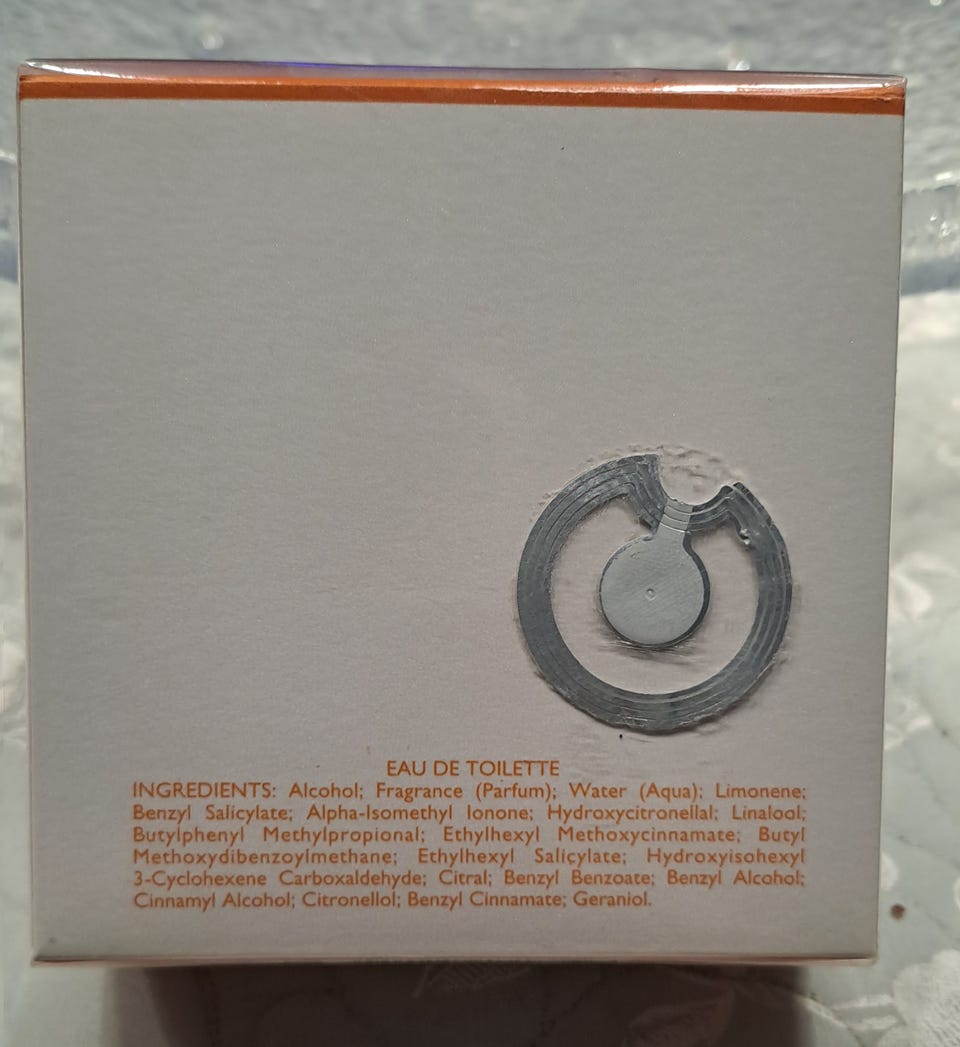 EAU DE TOILETTE
INGREDIENTS: Alcohol; Fragrance (Parfum); Water (Aqua); Limonene;
Benzyl Salicylate; Alpha-Isomethyl Ionone; Hydroxycitronellal; Linalool;
Butylphenyl Methylpropional; Ethylhexyl Methoxycinnamate; Butyl
Methoxydibenzoylmethane; Ethylhexyl Salicylate; Hydroxyisohexyl
3-Cyclohexene Carboxaldehyde; Citral; Benzyl Benzoate; Benzyl Alcohol;
Cinnamyl Alcohol; Citronellol; Benzyl Cinnamate; Geraniol.